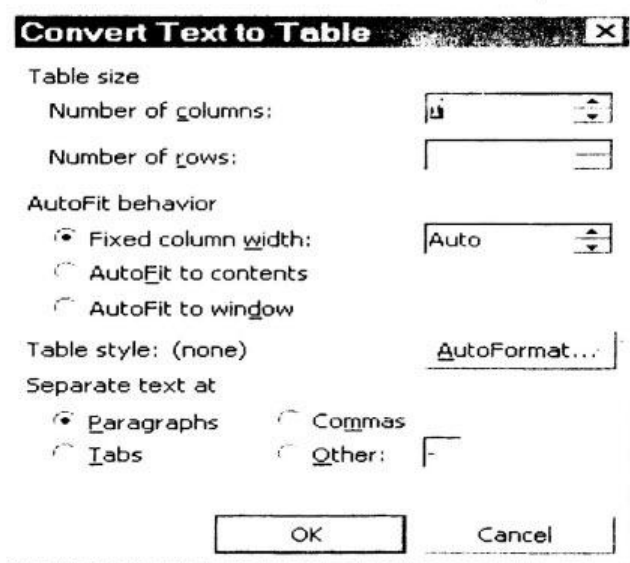 Convert Text to Table
Table size
Number of columns:
Number of rows:
AutoFit behavior
Fixed column width: Auto
AutoFit to contents
AutoFit to window
Table style: (none) AutoFormat...
Separate text at
Paragraphs Commas
Tabs Other: -
OK Cancel